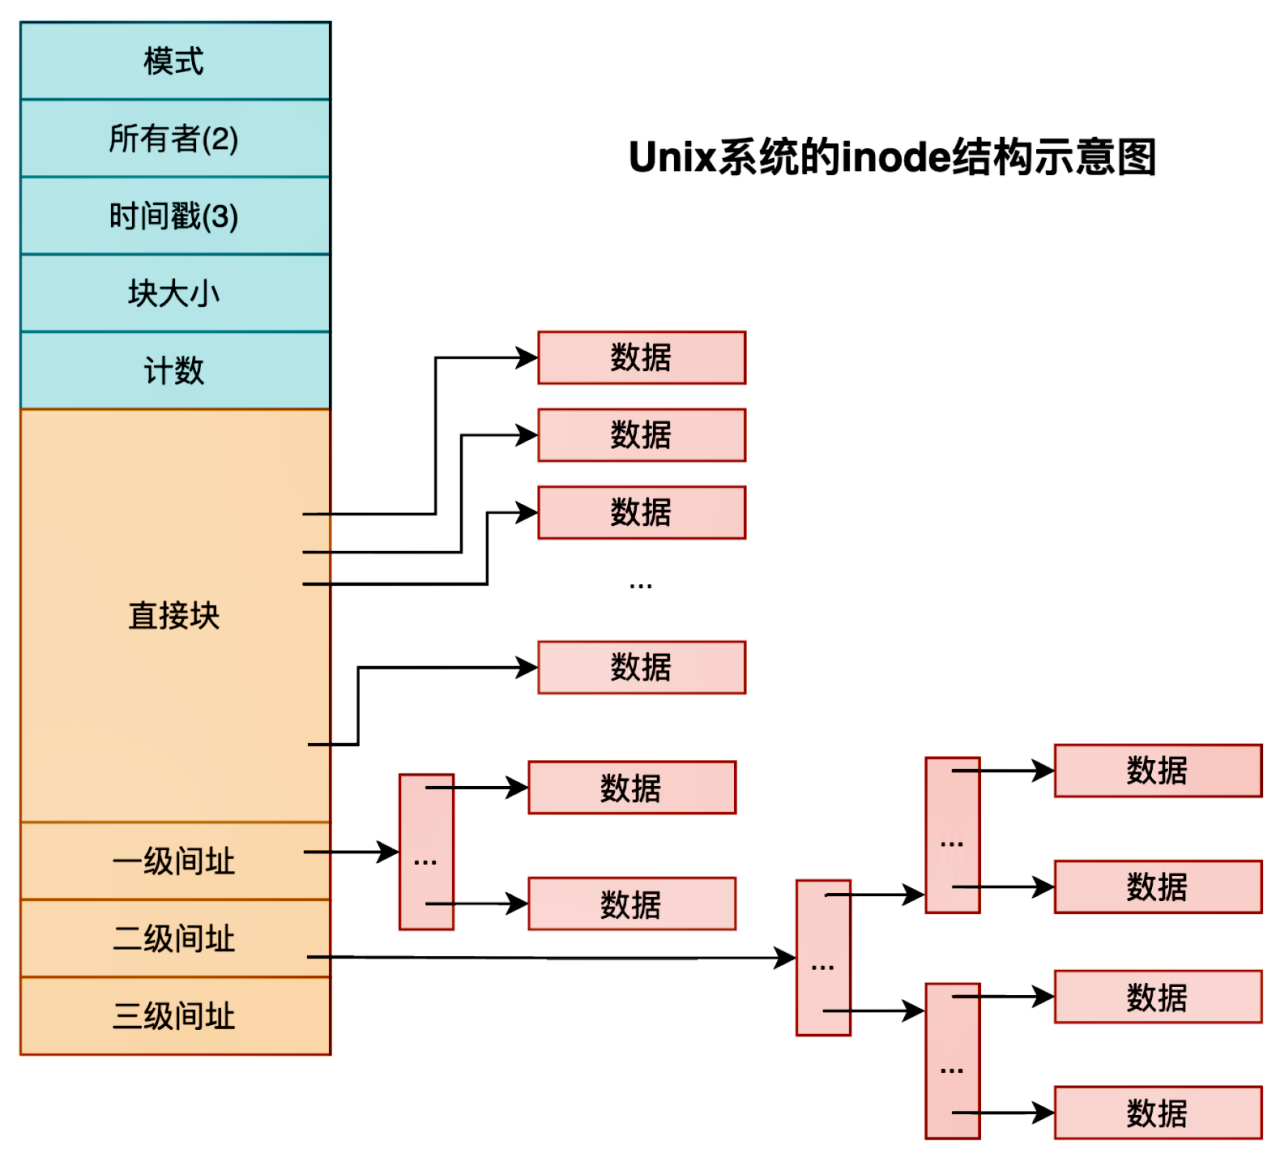 Unix系统的inode结构示意图
模式
所有者(2)
时间戳(3)
块大小
计数
直接块
一级间址
二级间址
三级间址
数据
数据
数据
...
数据
...
数据
数据
...
...
数据
数据
...
数据
数据